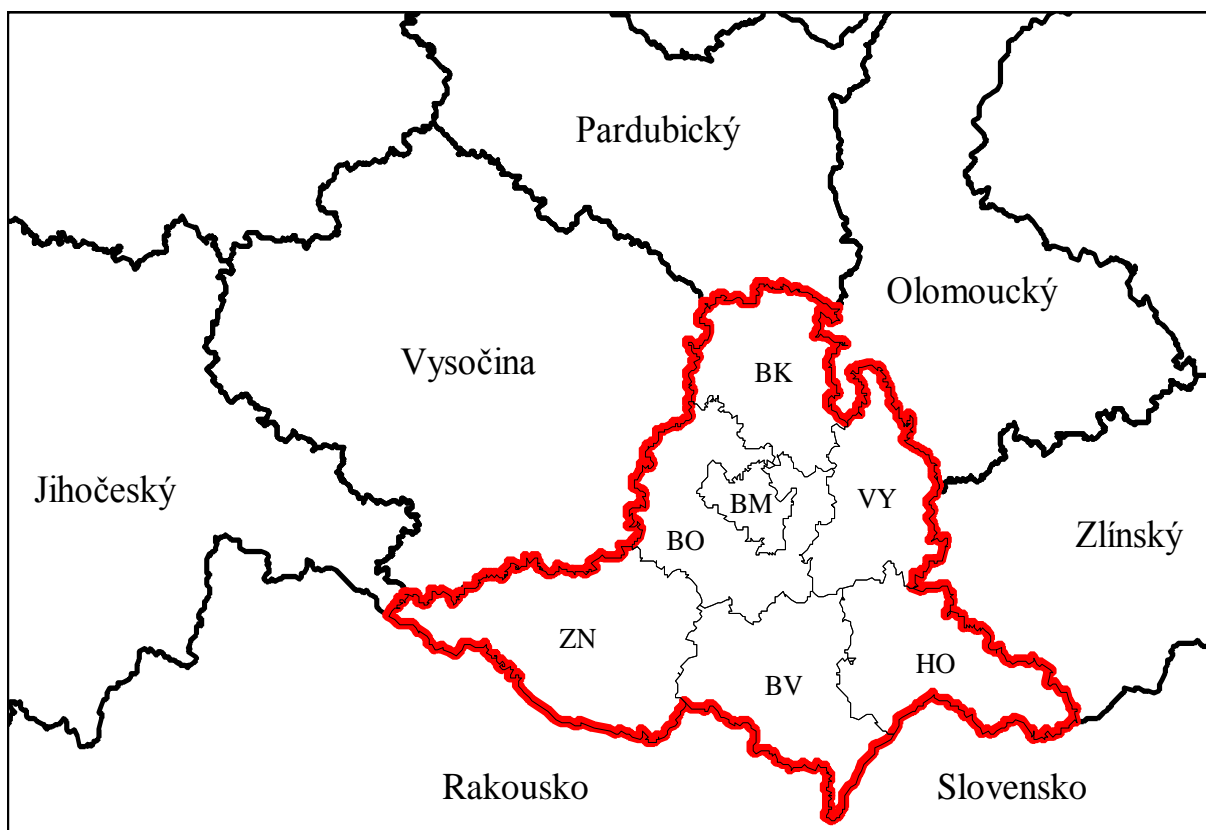 Pardubický
Olomoucký
Vysočina
BK
Jihočeský
BM
VY
BO
Zlínský
ZN
HO
BV
Rakousko
Slovensko